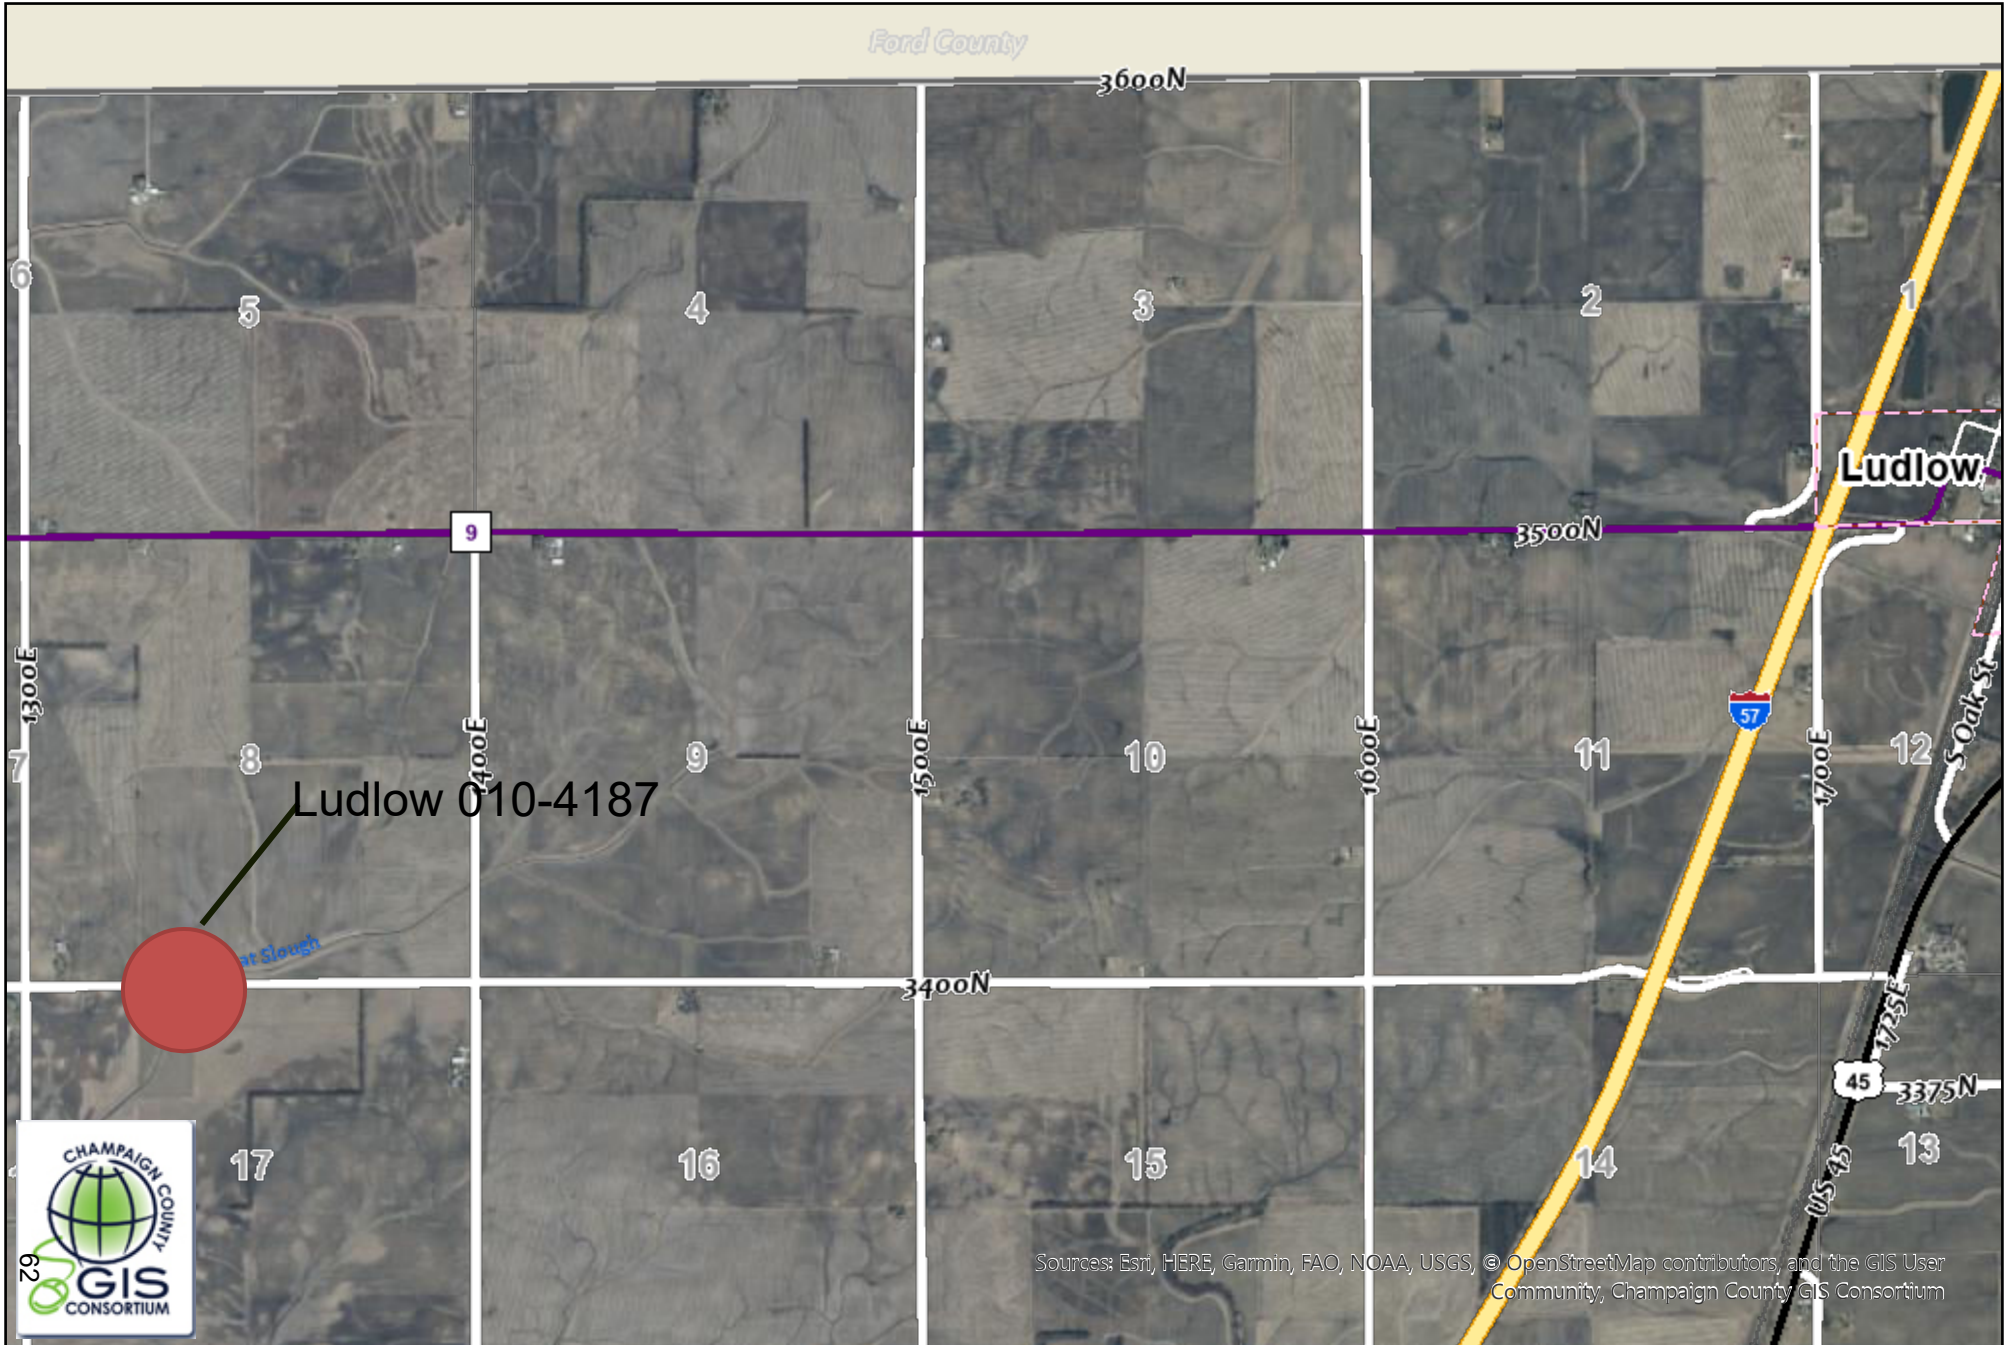 Ford County
3600N
6
5
4
3
2
1
Ludlow
9
3500N
1300E
1400E
1500E
1600E
1700E
57
S Oak St
7
8
9
10
11
12
Ludlow 010-4187
at Slough
3400N
1725E
45
3375N
17
16
15
14
13
US 45
CHAMPAIGN COUNTY
GIS
CONSORTIUM
62
Sources: Esri, HERE, Garmin, FAO, NOAA, USGS, © OpenStreetMap contributors, and the GIS User
Community, Champaign County GIS Consortium